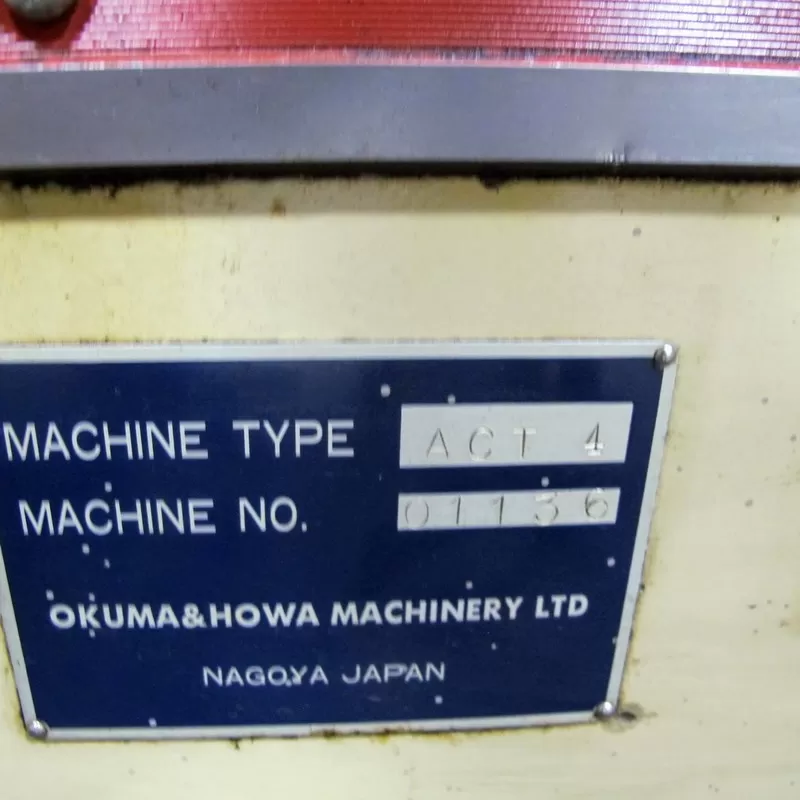 MACHINE TYPE ACT 4
MACHINE NO. 01136
OKUMA&HOWA MACHINERY LTD
NAGOYA JAPAN